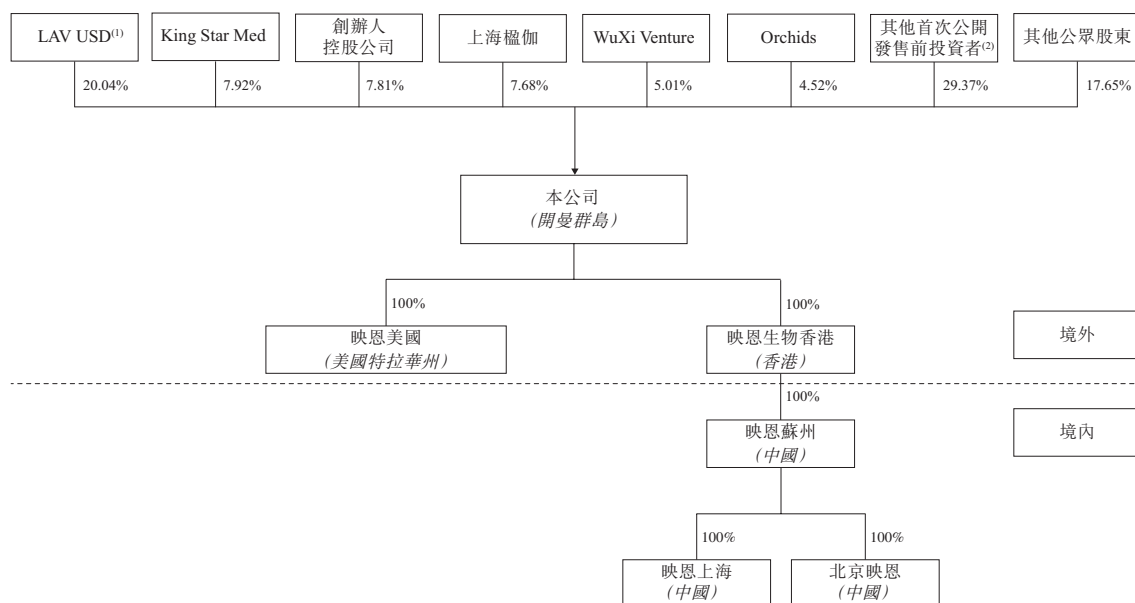 LAV USD(1)
King Star Med
創辦人
控股公司
上海楹伽
WuXi Venture
Orchids
其他首次公開
發售前投資者(2)
其他公眾股東
20.04%
7.92%
7.81%
7.68%
5.01%
4.52%
29.37%
17.65%
本公司
(開曼群島)
100%
100%
映恩美國
(美國特拉華州)
映恩生物香港
(香港)
境外
100%
映恩蘇州
(中國)
境內
100%
100%
映恩上海
(中國)
北京映恩
(中國)